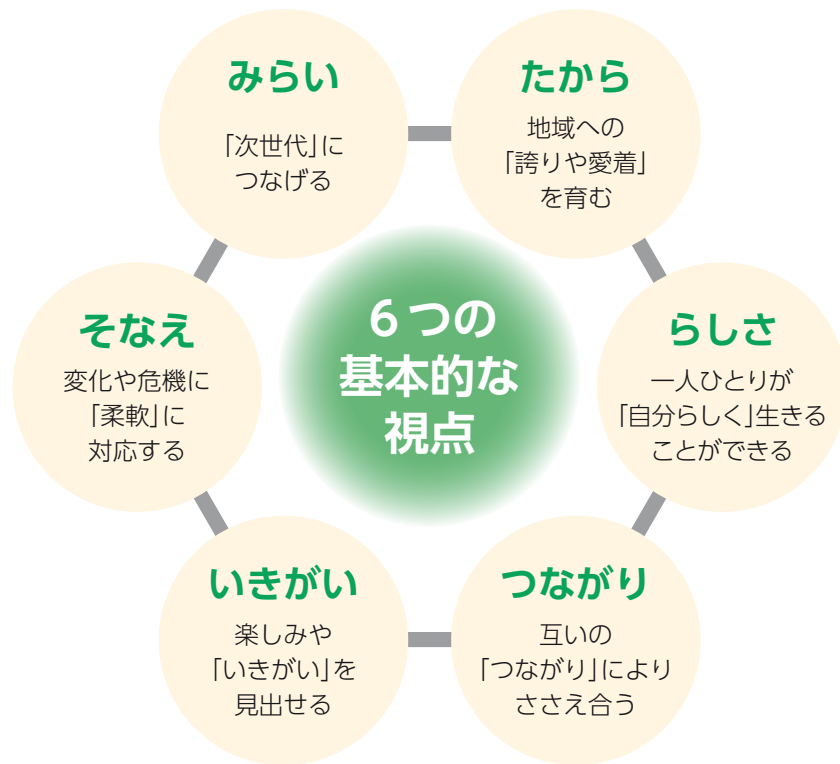 みらい
「次世代」に
つなげる
たから
地域への
「誇りや愛着」
を育む
そなえ
変化や危機に
「柔軟」に
対応する
6つの
基本的な
視点
らしさ
一人ひとりが
「自分らしく」生きる
ことができる
いきがい
楽しみや
「いきがい」を
見出せる
つながり
互いの
「つながり」により
ささえ合う